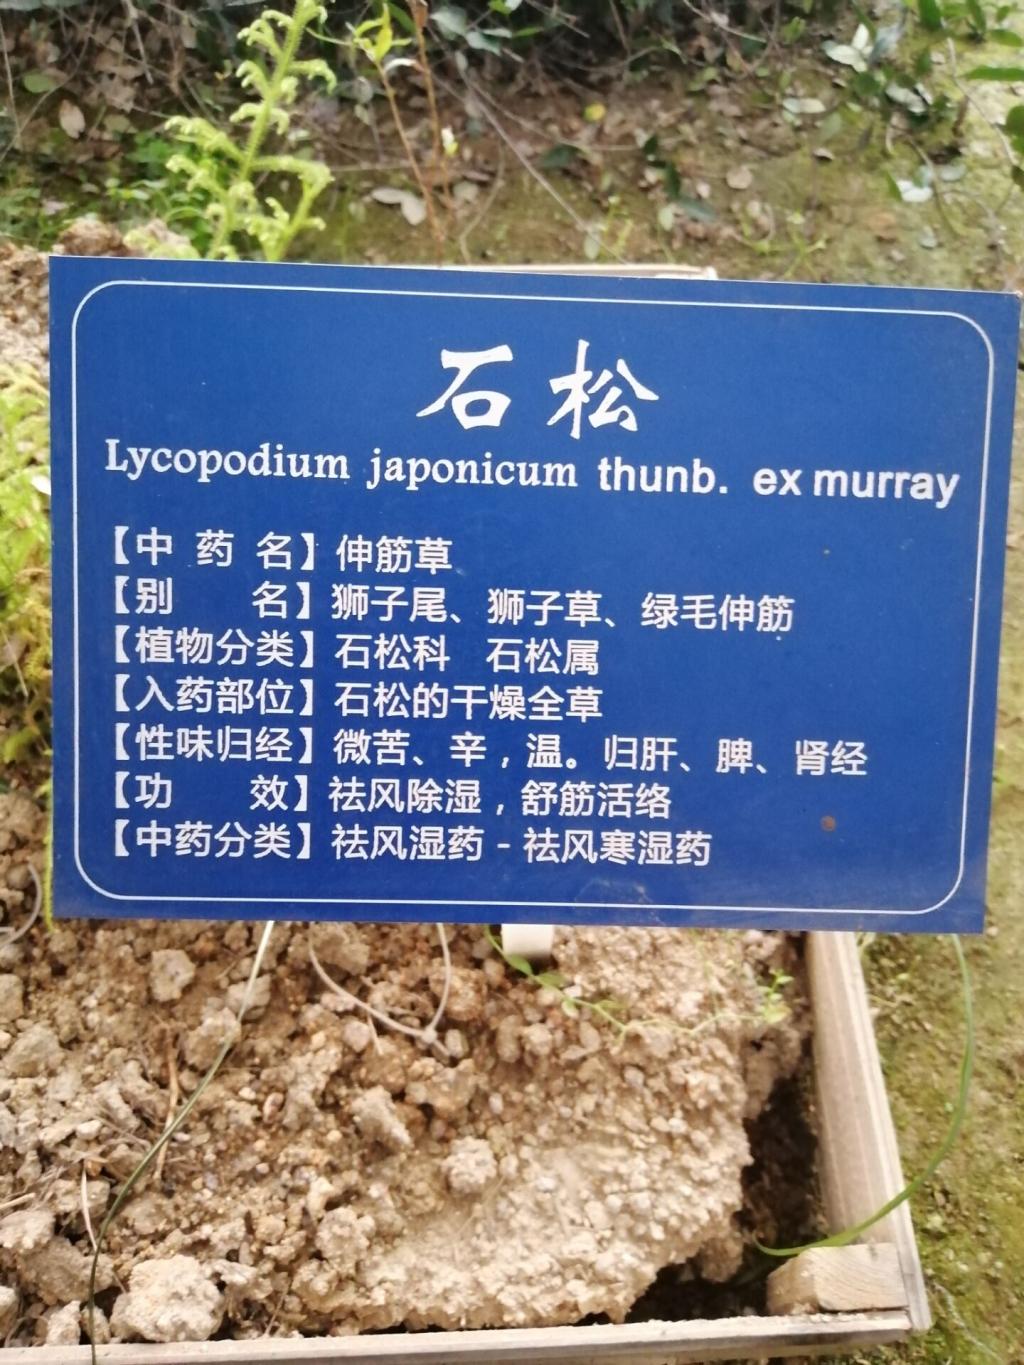 石松
Lycopodium japonicum thunb. ex murray
【中药名】伸筋草
【别名】狮子尾、狮子草、绿毛伸筋
【植物分类】石松科 石松属
【入药部位】石松的干燥全草
【性味归经】微苦、辛，温。归肝、脾、肾经
【功效】祛风除湿，舒筋活络
【中药分类】祛风湿药-祛风寒湿药